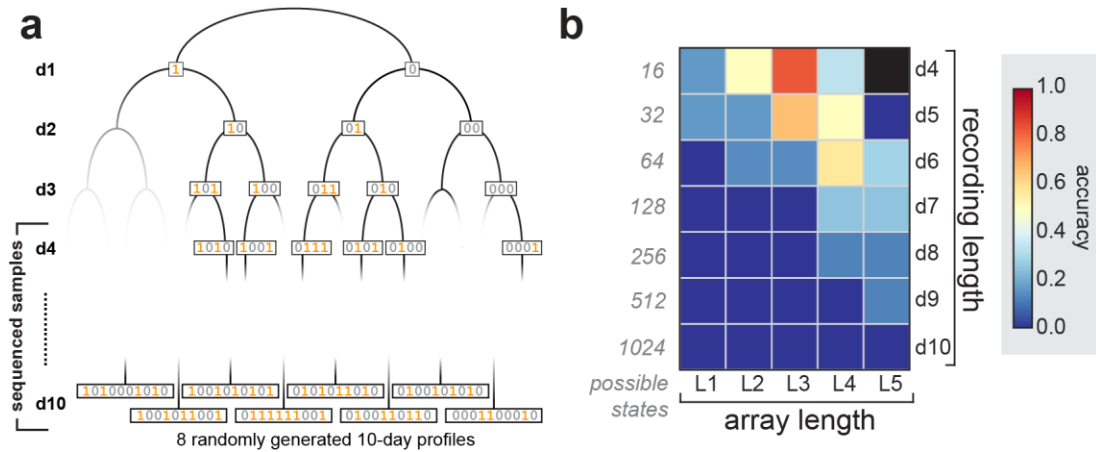 a
d1
1
0
d2
10
01
00
d3
101
100
011
010
000
d4
1010
1001
0111
0101
0100
0001
sequenced samples
d10
1010001010
1001010101
0101011010
0100101010
1001011001
0111111001
0100110110
0001100010
8 randomly generated 10-day profiles
b
16
32
64
128
256
512
1024
possible
states
L1 L2 L3 L4 L5
array length
d4
d5
d6
d7
d8
d9
d10
recording length
1.0
0.8
0.6
0.4
0.2
0.0
accuracy